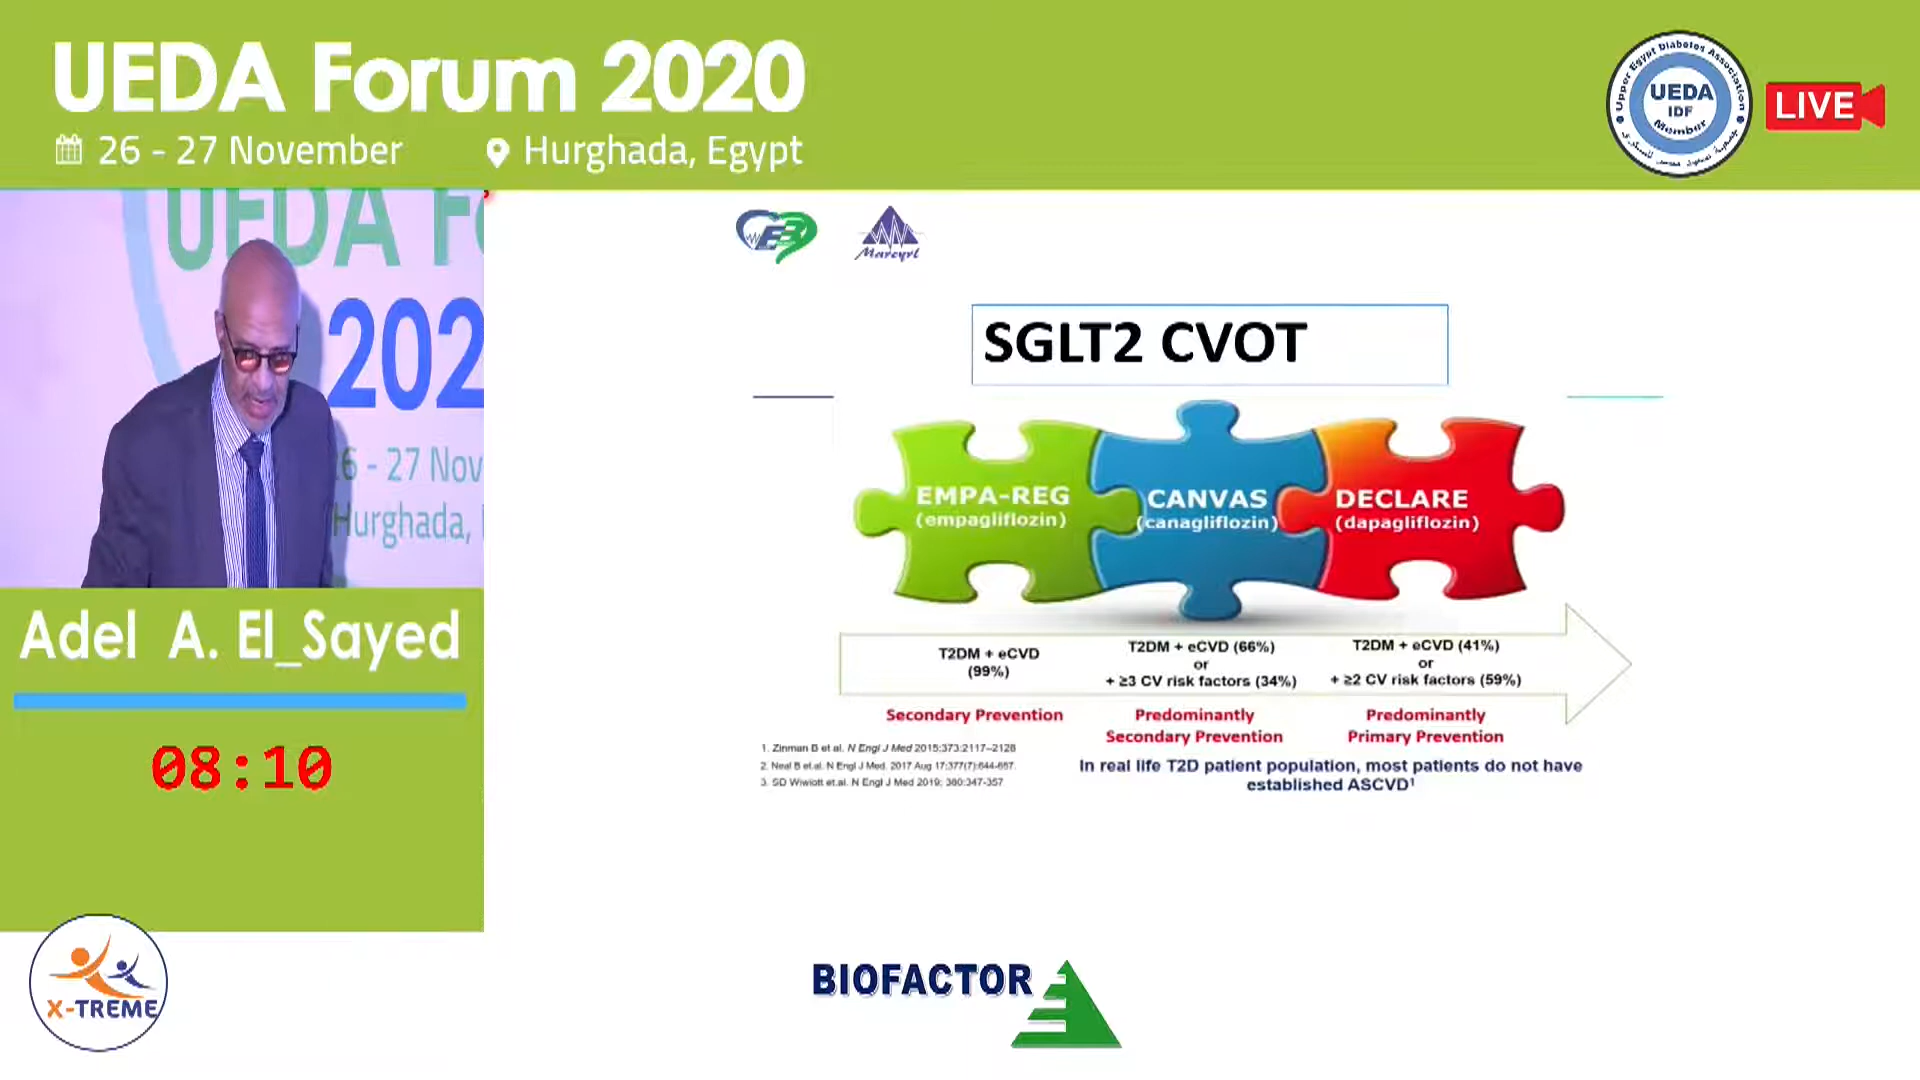 UEDA Forum 2020
26 - 27 November
Hurghada, Egypt
Upper Egypt Diabetes Association
UEDA
IDF
Member
LIVE
UEDA F
202
6 - 27 Nov
Hurghada,
Adel A. El_Sayed
08:10
X-TREME
Marcyrl
SGLT2 CVOT
EMPA-REG
(empagliflozin)
CANVAS
(canagliflozin)
DECLARE
(dapagliflozin)
T2DM + eCVD
(99%)
T2DM + eCVD (66%)
or
+ ≥3 CV risk factors (34%)
T2DM + eCVD (41%)
or
+ ≥2 CV risk factors (59%)
Secondary Prevention
Predominantly
Secondary Prevention
Predominantly
Primary Prevention
1. Zinman B et al. N Engl J Med 2015;373:2117–2128
2. Neal B et.al. N Engl J Med. 2017 Aug 17;377(7):644-657.
3. SD Wiwiott et.al. N Engl J Med 2019; 380:347-357
In real life T2D patient population, most patients do not have
established ASCVD¹
BIOFACTOR